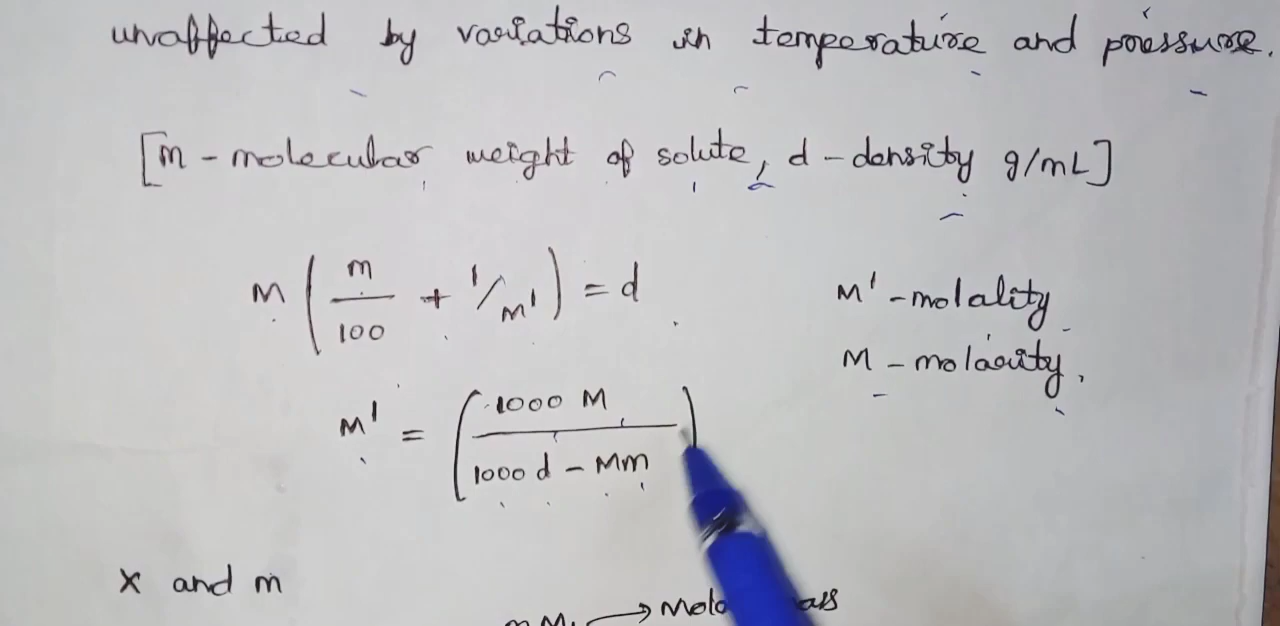 unaffected by variations in temperature and pressure.
[m - molecular weight of solute, d - density g/mL]
M ( m/100 + 1/M' ) = d
M' - molality
M - molarity.
M' = ( 1000 M / 1000 d - Mm )
x and m